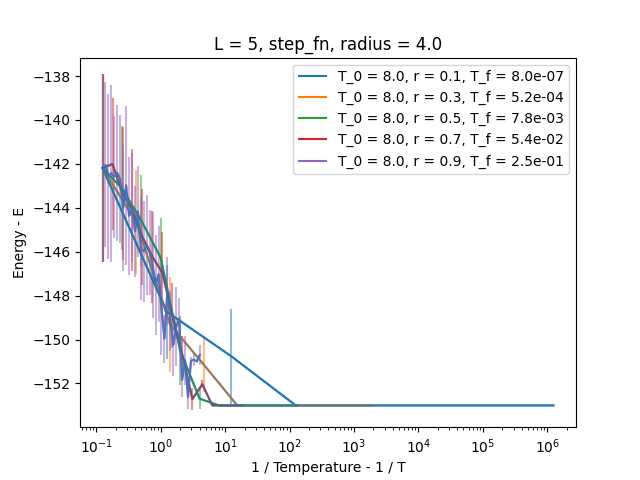 L = 5, step_fn, radius = 4.0
T_0 = 8.0, r = 0.1, T_f = 8.0e-07
T_0 = 8.0, r = 0.3, T_f = 5.2e-04
T_0 = 8.0, r = 0.5, T_f = 7.8e-03
T_0 = 8.0, r = 0.7, T_f = 5.4e-02
T_0 = 8.0, r = 0.9, T_f = 2.5e-01
Energy - E
−138
−140
−142
−144
−146
−148
−150
−152
10⁻¹ 10⁰ 10¹ 10² 10³ 10⁴ 10⁵ 10⁶
1 / Temperature - 1 / T